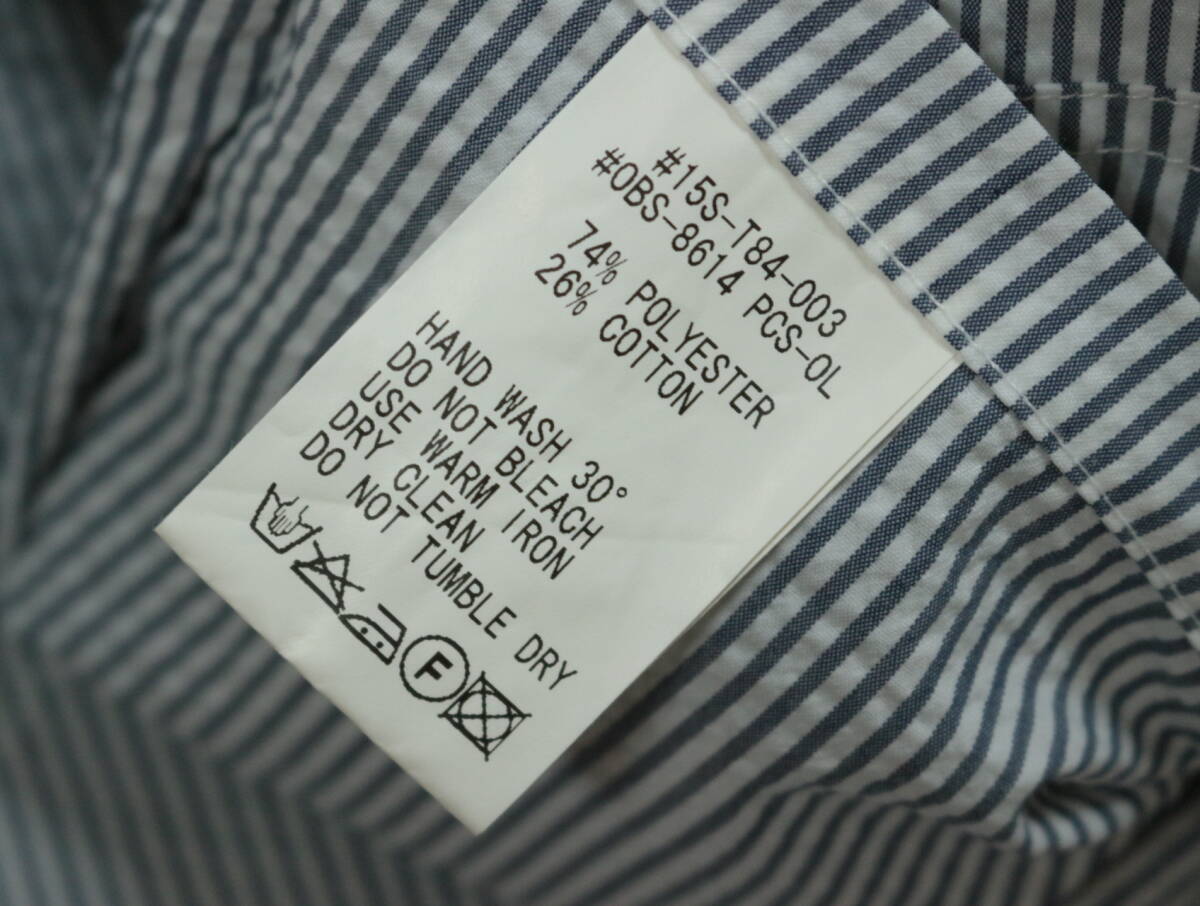 #15S-T84-003
#OBS-8614 PCS-OL
74% POLYESTER
26% COTTON
HAND WASH 30°
DO NOT BLEACH
USE WARM IRON
DRY CLEAN
DO NOT TUMBLE DRY
F